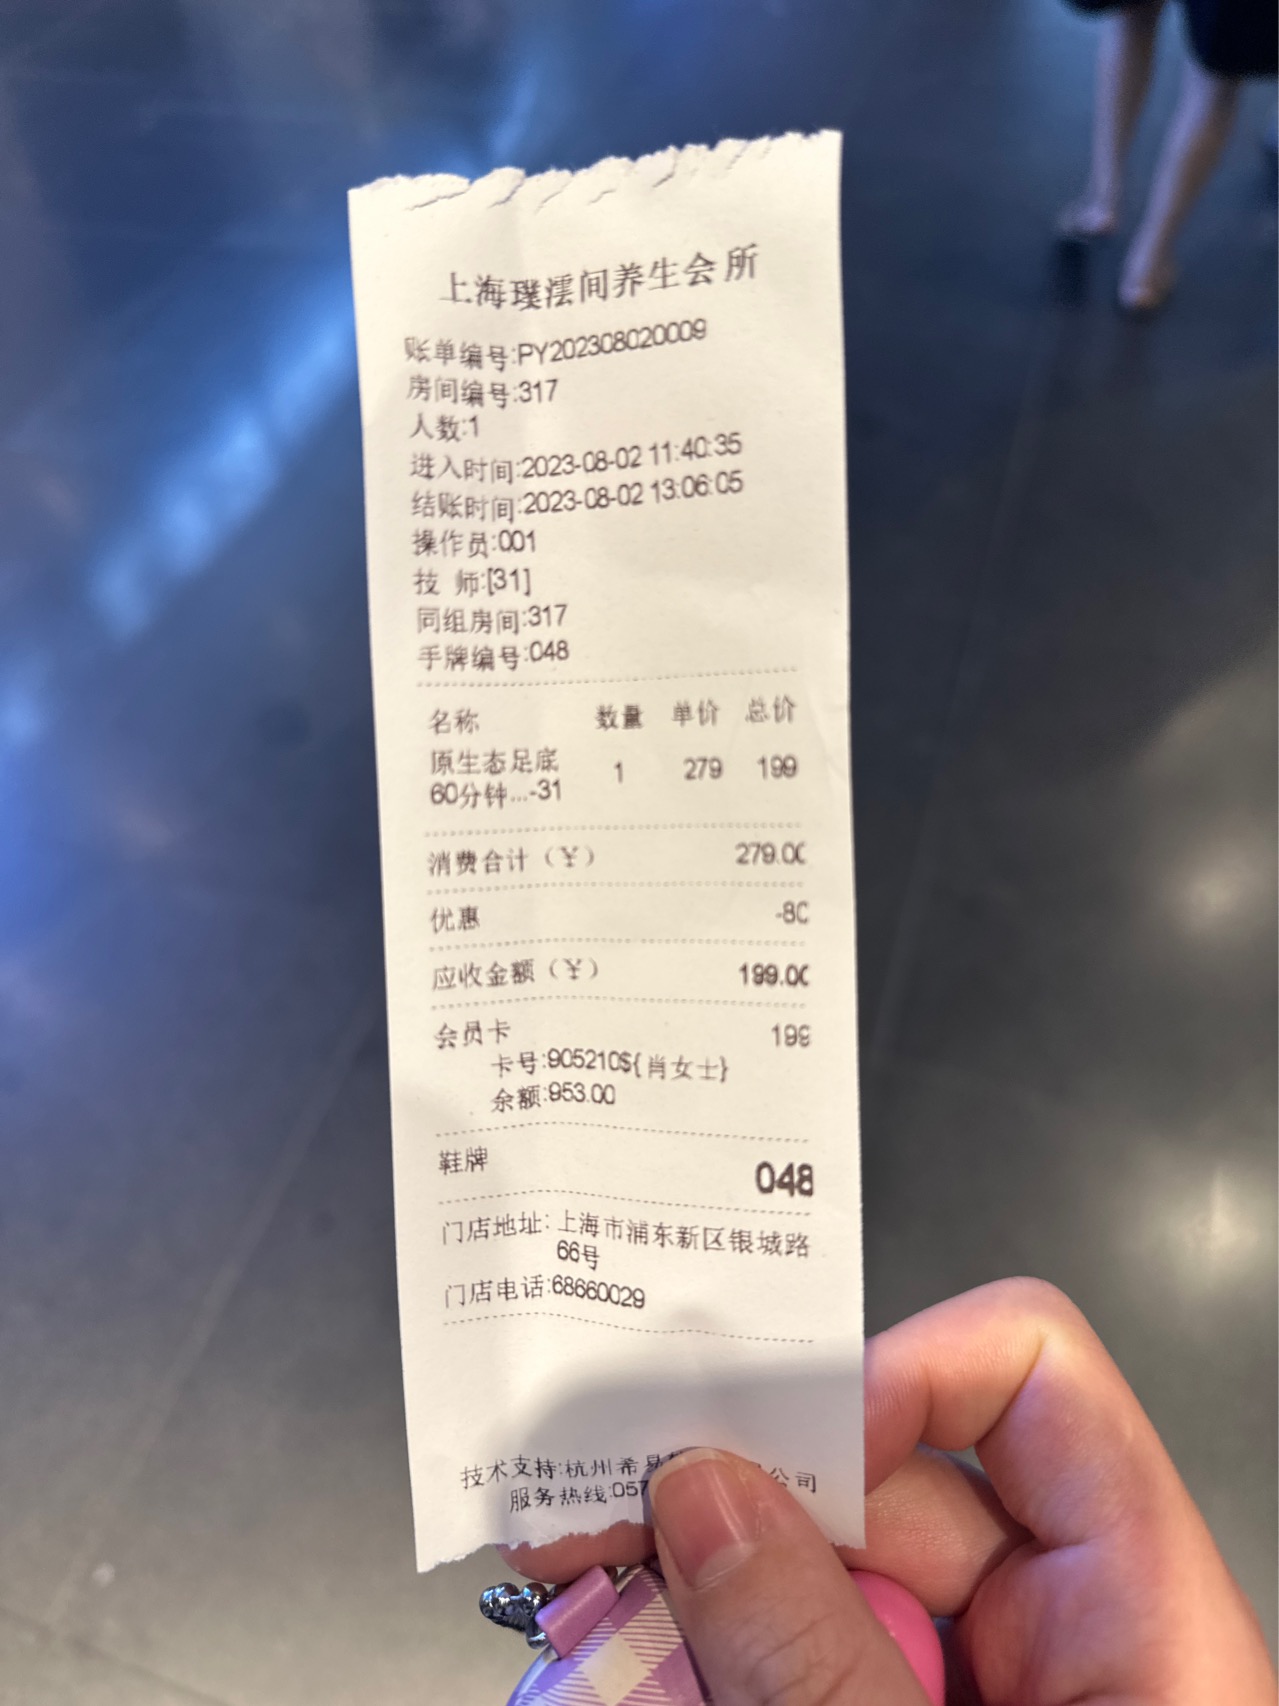 上海璞濡间养生会所
账单编号:PY202308020009
房间编号:317
人数:1
进入时间:2023-08-02 11:40:35
结账时间:2023-08-02 13:06:05
操作员:001
技 师:[31]
同组房间:317
手牌编号:048
名称 数量 单价 总价
原生态足底 1 279 199
60分钟...-31
消费合计（¥） 279.00
优惠 -80
应收金额（¥） 199.00
会员卡 199
卡号:905210${肖女士}
余额:953.00
鞋牌 048
门店地址: 上海市浦东新区银城路
66号
门店电话:68660029
技术支持:杭州希易 公司
服务热线:057